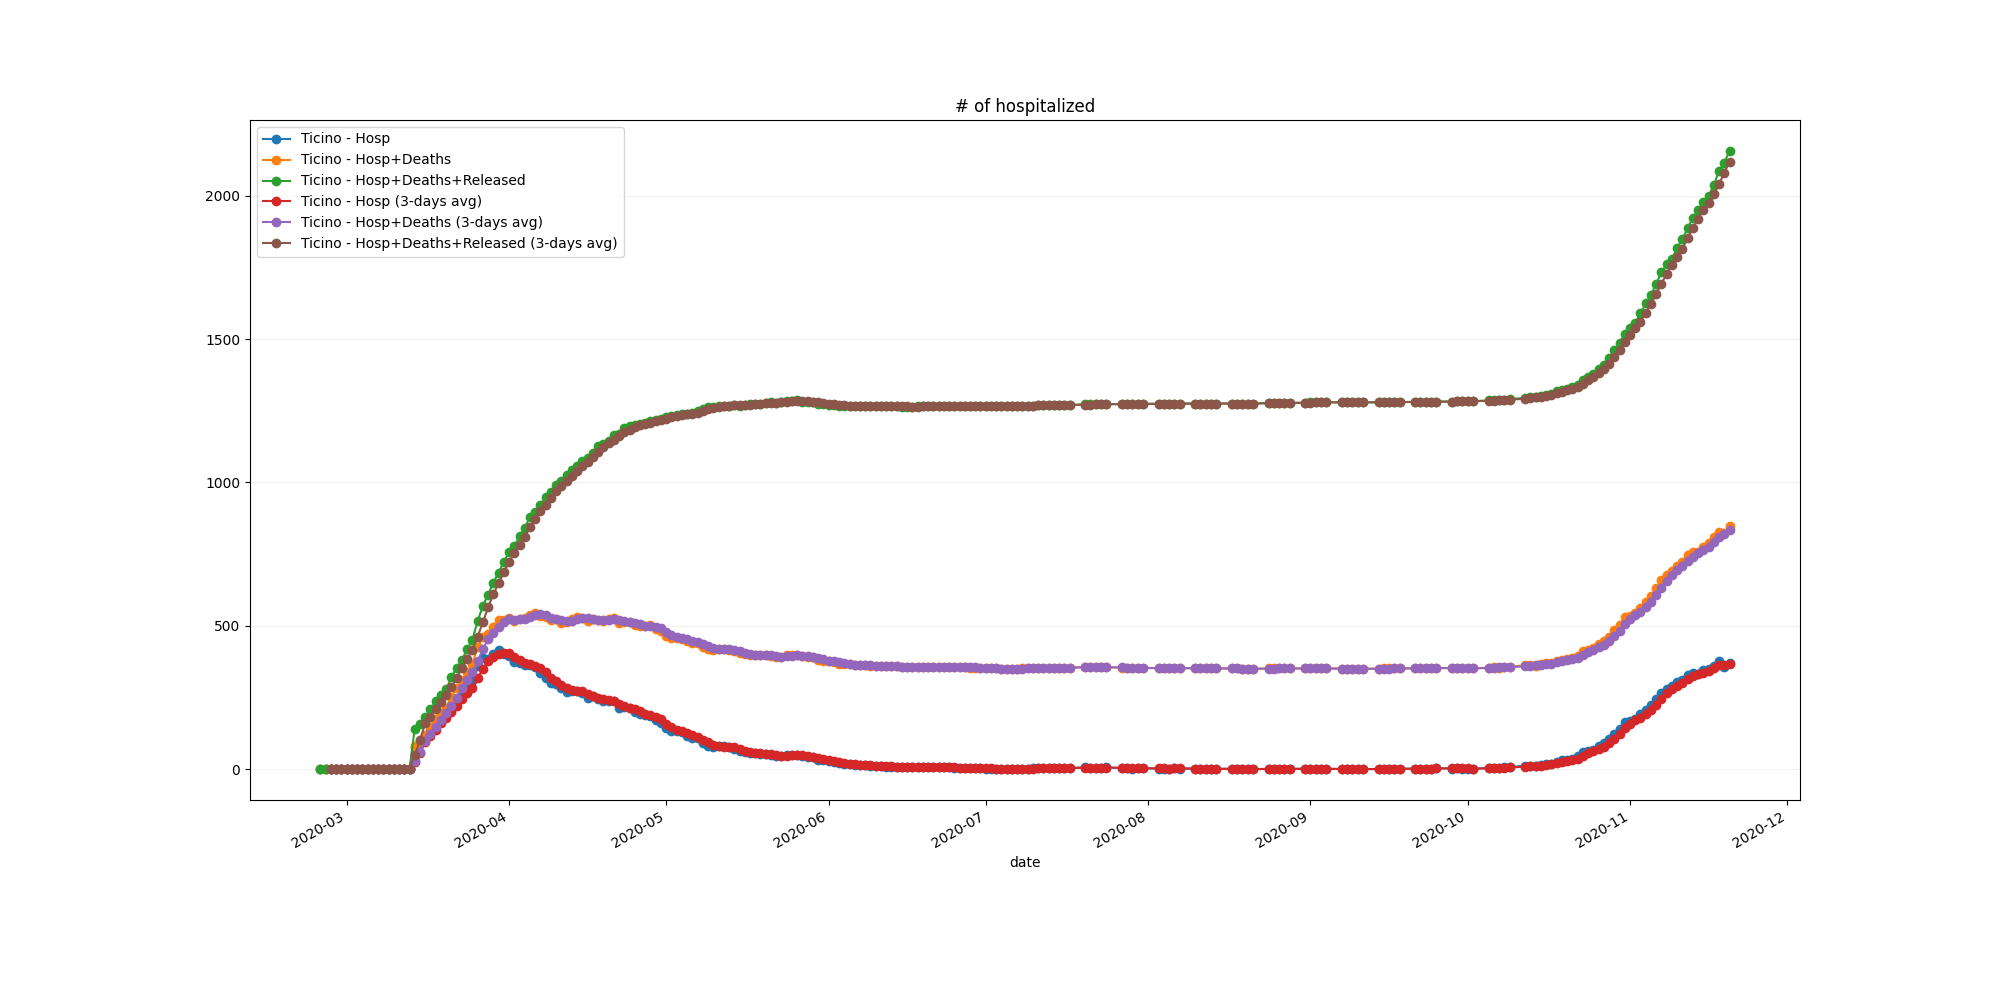 # of hospitalized
Ticino - Hosp
Ticino - Hosp+Deaths
Ticino - Hosp+Deaths+Released
Ticino - Hosp (3-days avg)
Ticino - Hosp+Deaths (3-days avg)
Ticino - Hosp+Deaths+Released (3-days avg)
2000
1500
1000
500
0
2020-03
2020-04
2020-05
2020-06
2020-07
2020-08
2020-09
2020-10
2020-11
2020-12
date